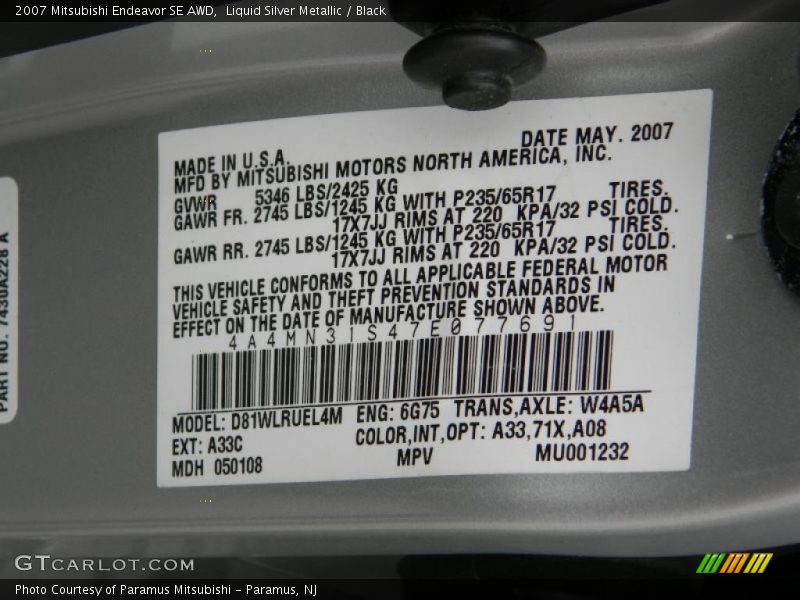 2007 Mitsubishi Endeavor SE AWD,  Liquid Silver Metallic / Black
DATE MAY. 2007
MADE IN U.S.A.
MFD BY MITSUBISHI MOTORS NORTH AMERICA, INC.
GVWR 5346 LBS/2425 KG
GAWR FR. 2745 LBS/1245 KG WITH P235/65R17 TIRES.
17X7JJ RIMS AT 220 KPA/32 PSI COLD.
GAWR RR. 2745 LBS/1245 KG WITH P235/65R17 TIRES.
17X7JJ RIMS AT 220 KPA/32 PSI COLD.
THIS VEHICLE CONFORMS TO ALL APPLICABLE FEDERAL MOTOR
VEHICLE SAFETY AND THEFT PREVENTION STANDARDS IN
EFFECT ON THE DATE OF MANUFACTURE SHOWN ABOVE.
4A4MN31S47E077691
MODEL: D81WLRUEL4M ENG: 6G75 TRANS,AXLE: W4A5A
EXT: A33C COLOR,INT,OPT: A33,71X,A08
MDH 050108 MPV MU001232
PART NO. 7430A228 A
GTCARLOT.COM
Photo Courtesy of Paramus Mitsubishi - Paramus, NJ